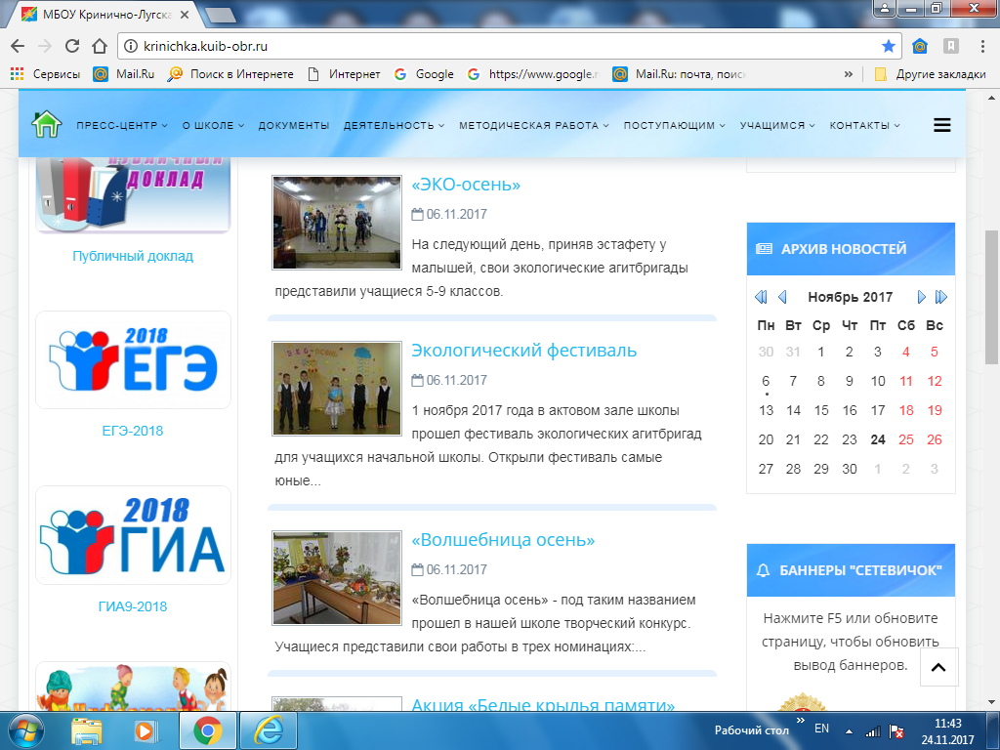 МБОУ Кринично-Лугска
krinichka.kuib-obr.ru
Сервисы
Mail.Ru
Поиск в Интернете
Интернет
Google
https://www.google.r
Mail.Ru: почта, поис
»
Другие закладки
ПРЕСС-ЦЕНТР
О ШКОЛЕ
ДОКУМЕНТЫ
ДЕЯТЕЛЬНОСТЬ
МЕТОДИЧЕСКАЯ РАБОТА
ПОСТУПАЮЩИМ
УЧАЩИМСЯ
КОНТАКТЫ
ПУБЛИЧНЫЙ
ДОКЛАД
Публичный доклад
2018
ЕГЭ
ЕГЭ-2018
2018
ГИА
ГИА9-2018
«ЭКО-осень»
06.11.2017
На следующий день, приняв эстафету у
малышей, свои экологические агитбригады
представили учащиеся 5-9 классов.
Экологический фестиваль
06.11.2017
1 ноября 2017 года в актовом зале школы
прошел фестиваль экологических агитбригад
для учащихся начальной школы. Открыли фестиваль самые
юные...
«Волшебница осень»
06.11.2017
«Волшебница осень» - под таким названием
прошел в нашей школе творческий конкурс.
Учащиеся представили свои работы в трех номинациях:...
Акция «Белые крылья памяти»
АРХИВ НОВОСТЕЙ
Ноябрь 2017
Пн Вт Ср Чт Пт Сб Вс
30 31 1 2 3 4 5
6 7 8 9 10 11 12
13 14 15 16 17 18 19
20 21 22 23 24 25 26
27 28 29 30 1 2 3
БАННЕРЫ "СЕТЕВИЧОК"
Нажмите F5 или обновите
страницу, чтобы обновить
вывод баннеров.
Рабочий стол
»
EN
11:43
24.11.2017